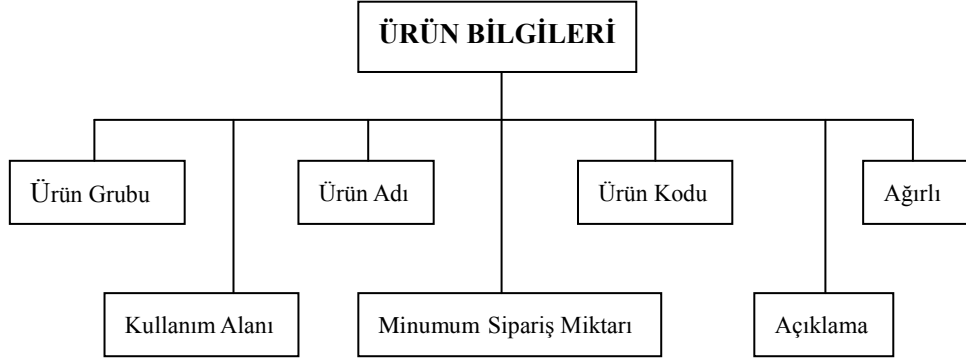 ÜRÜN BİLGİLERİ
Ürün Grubu
Ürün Adı
Ürün Kodu
Ağırlı
Kullanım Alanı
Minumum Sipariş Miktarı
Açıklama